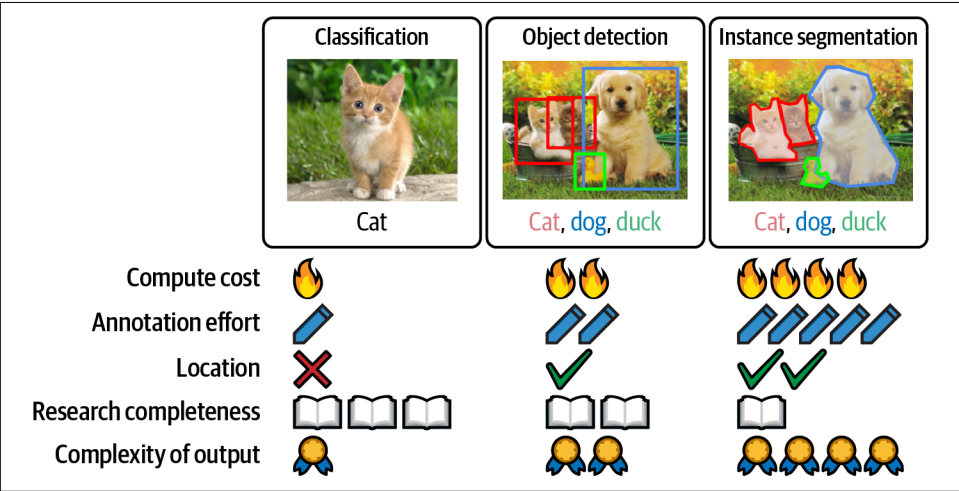 Classification
Object detection
Instance segmentation
Cat
Cat, dog, duck
Cat, dog, duck
Compute cost
Annotation effort
Location
Research completeness
Complexity of output